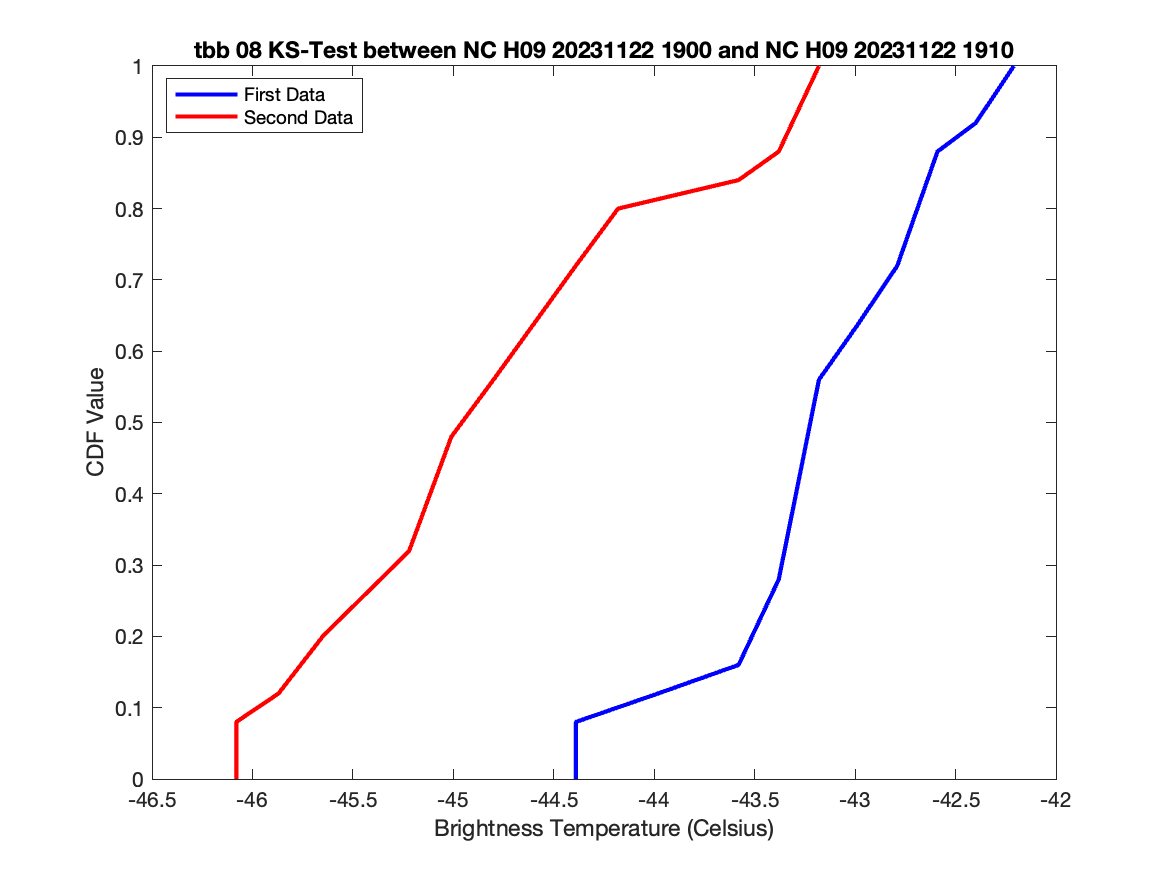 tbb 08 KS-Test between NC H09 20231122 1900 and NC H09 20231122 1910
First Data
Second Data
1
0.9
0.8
0.7
0.6
0.5
0.4
0.3
0.2
0.1
0
CDF Value
-46.5 -46 -45.5 -45 -44.5 -44 -43.5 -43 -42.5 -42
Brightness Temperature (Celsius)